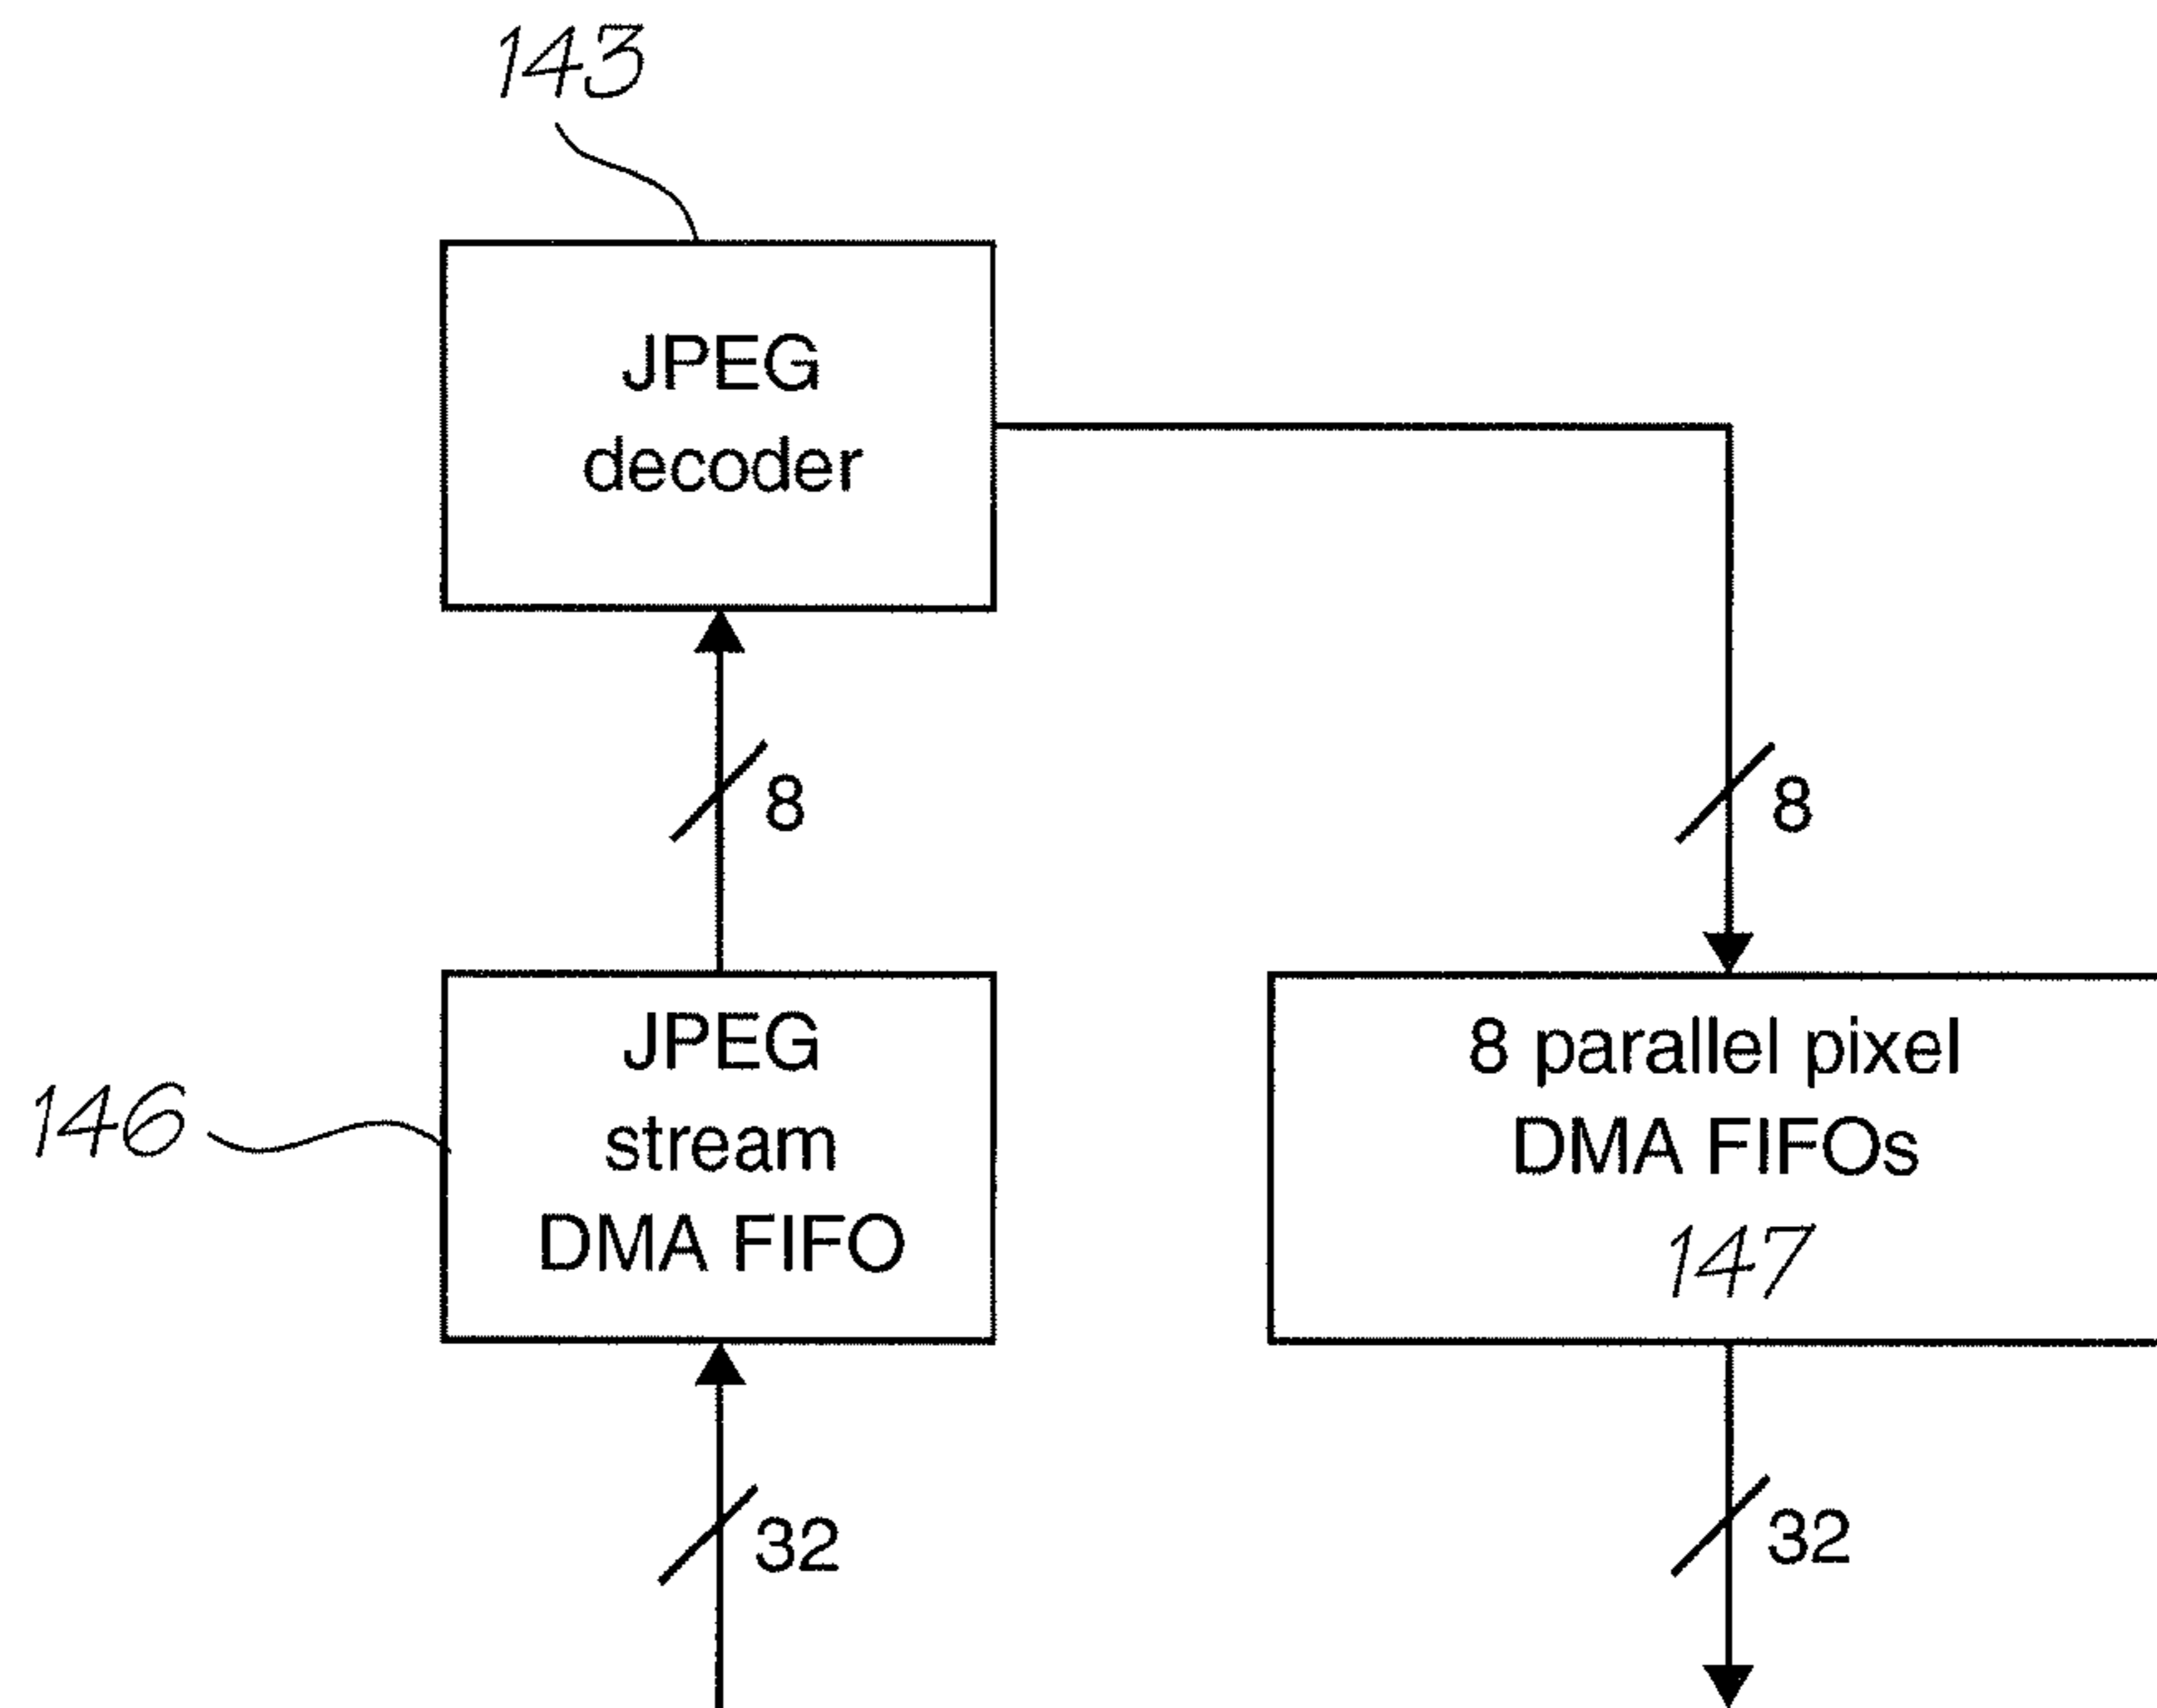 143
JPEG
decoder
8
8
146
JPEG
stream
DMA FIFO
8 parallel pixel
DMA FIFOs
147
32
32